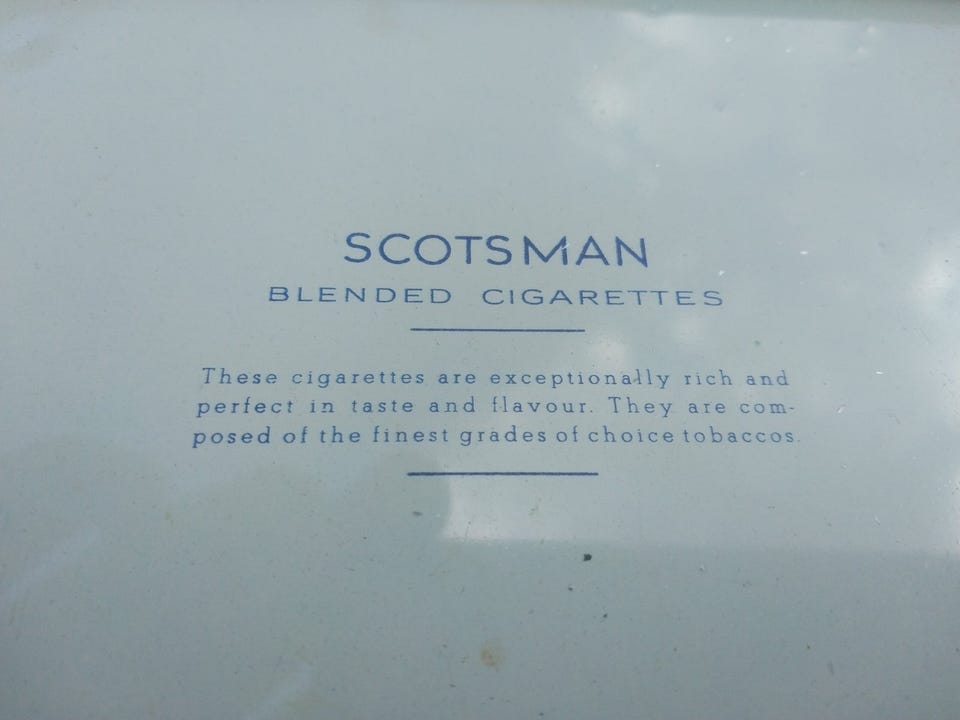 SCOTSMAN
BLENDED CIGARETTES
These cigarettes are exceptionally rich and
perfect in taste and flavour. They are com-
posed of the finest grades of choice tobaccos.